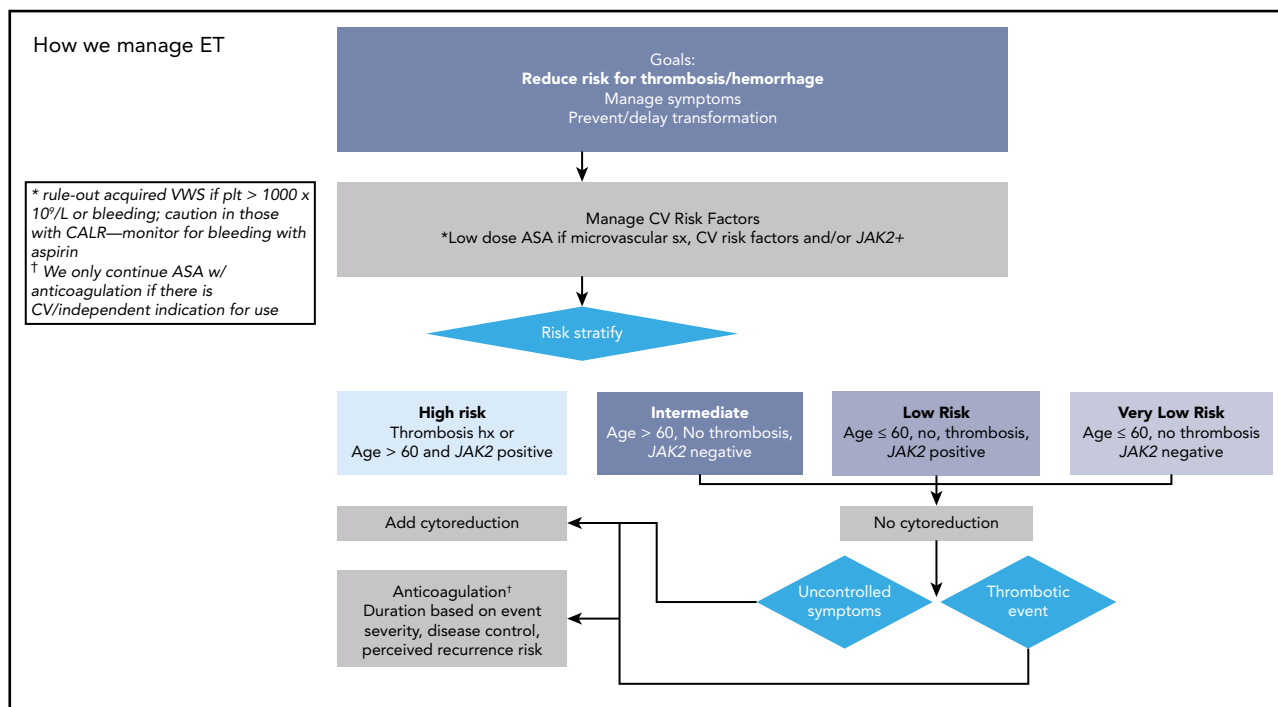 How we manage ET
Goals:
Reduce risk for thrombosis/hemorrhage
Manage symptoms
Prevent/delay transformation
* rule-out acquired VWS if plt > 1000 x
10⁹/L or bleeding; caution in those
with CALR—monitor for bleeding with
aspirin
† We only continue ASA w/
anticoagulation if there is
CV/independent indication for use
Manage CV Risk Factors
*Low dose ASA if microvascular sx, CV risk factors and/or JAK2+
Risk stratify
High risk
Thrombosis hx or
Age > 60 and JAK2 positive
Intermediate
Age > 60, No thrombosis,
JAK2 negative
Low Risk
Age ≤ 60, no, thrombosis,
JAK2 positive
Very Low Risk
Age ≤ 60, no thrombosis
JAK2 negative
Add cytoreduction
No cytoreduction
Anticoagulation†
Duration based on event
severity, disease control,
perceived recurrence risk
Uncontrolled
symptoms
Thrombotic
event